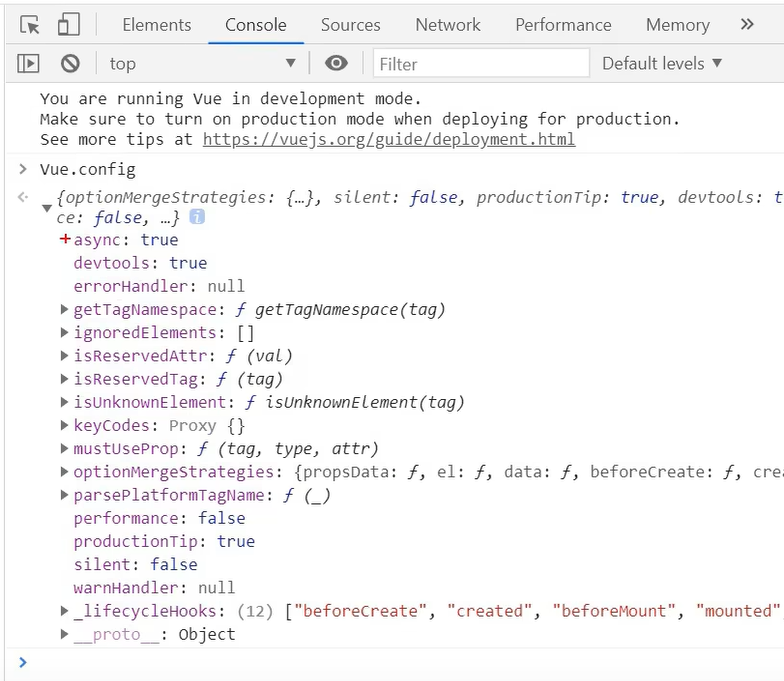 Elements Console Sources Network Performance Memory »
top ▼ Filter Default levels ▼
You are running Vue in development mode.
Make sure to turn on production mode when deploying for production.
See more tips at https://vuejs.org/guide/deployment.html
> Vue.config
{optionMergeStrategies: {…}, silent: false, productionTip: true, devtools: t
ce: false, …} i
+async: true
devtools: true
errorHandler: null
▶getTagNamespace: ƒ getTagNamespace(tag)
▶ignoredElements: []
▶isReservedAttr: ƒ (val)
▶isReservedTag: ƒ (tag)
▶isUnknownElement: ƒ isUnknownElement(tag)
▶keyCodes: Proxy {}
▶mustUseProp: ƒ (tag, type, attr)
▶optionMergeStrategies: {propsData: ƒ, el: ƒ, data: ƒ, beforeCreate: ƒ, crea
▶parsePlatformTagName: ƒ (_)
performance: false
productionTip: true
silent: false
warnHandler: null
▶_lifecycleHooks: (12) ["beforeCreate", "created", "beforeMount", "mounted",
▶__proto__: Object
>